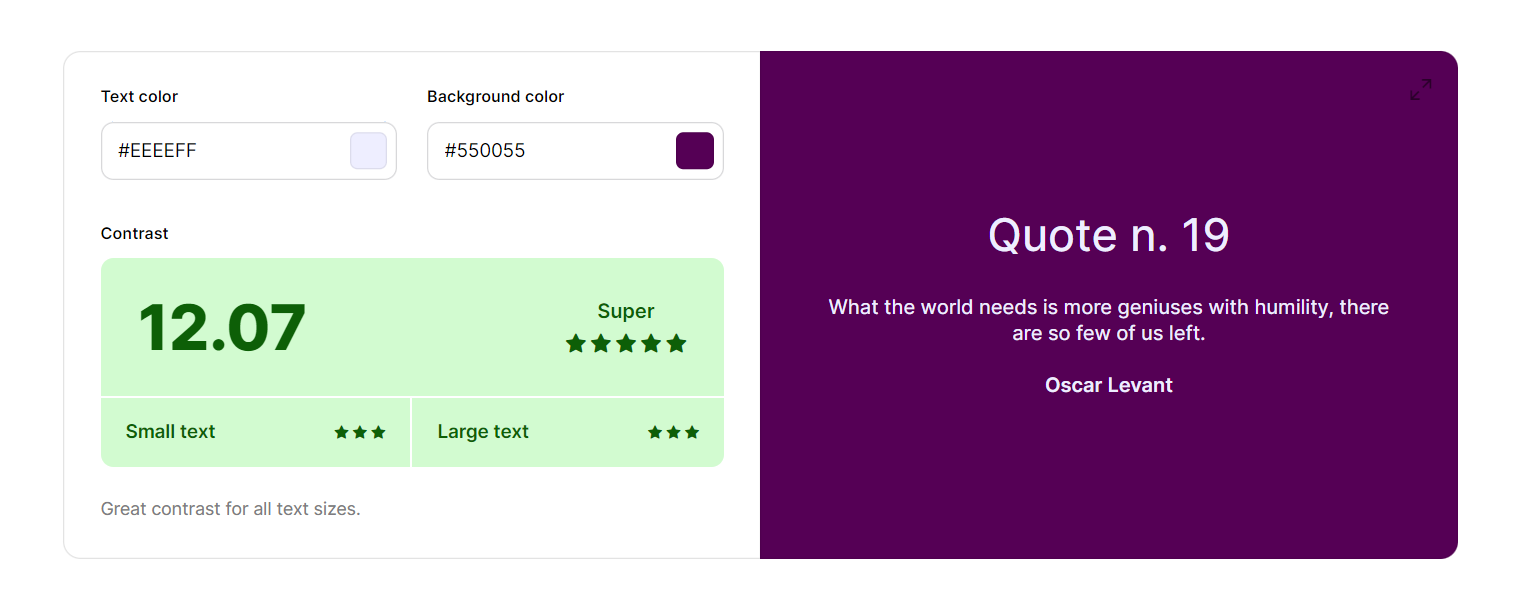 Text color
#EEEEFF
Background color
#550055
Contrast
12.07
Super
Small text
Large text
Great contrast for all text sizes.
Quote n. 19
What the world needs is more geniuses with humility, there
are so few of us left.
Oscar Levant